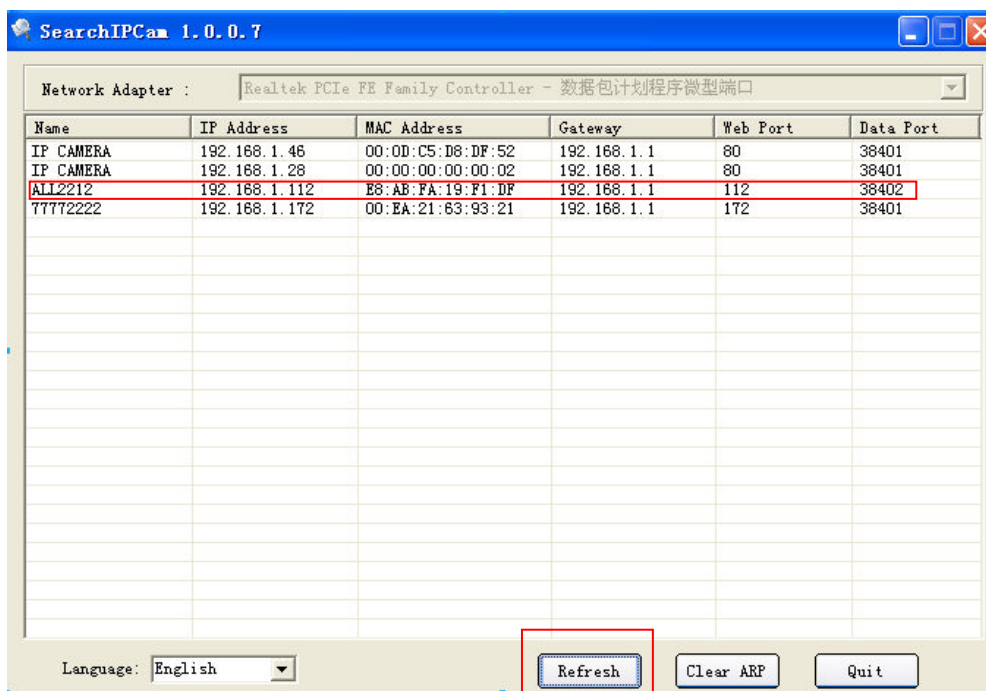 SearchIPCam 1.0.0.7
Network Adapter : Realtek PCIe FE Family Controller - 数据包计划程序微型端口
Name IP Address MAC Address Gateway Web Port Data Port
IP CAMERA 192.168.1.46 00:0D:C5:D8:DF:52 192.168.1.1 80 38401
IP CAMERA 192.168.1.28 00:00:00:00:00:02 192.168.1.1 80 38401
ALL2212 192.168.1.112 E8:AB:FA:19:F1:DF 192.168.1.1 112 38402
77772222 192.168.1.172 00:EA:21:63:93:21 192.168.1.1 172 38401
Language: English Refresh Clear ARP Quit